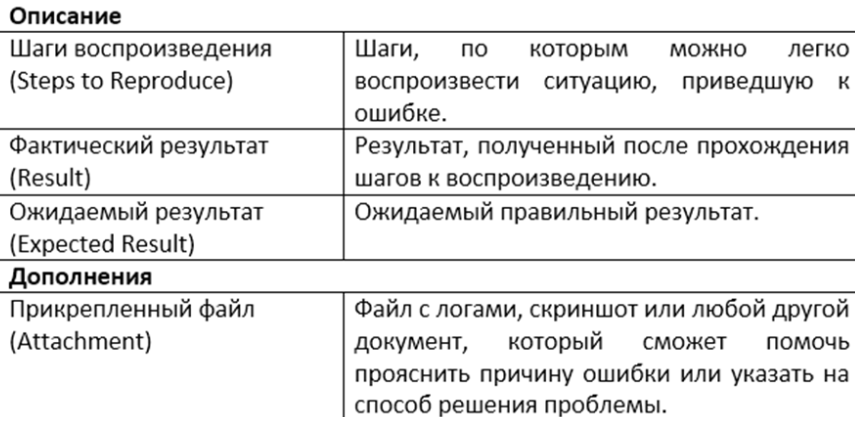 Описание
Шаги воспроизведения
(Steps to Reproduce)
Шаги, по которым можно легко
воспроизвести ситуацию, приведшую к
ошибке.
Фактический результат
(Result)
Результат, полученный после прохождения
шагов к воспроизведению.
Ожидаемый результат
(Expected Result)
Ожидаемый правильный результат.
Дополнения
Прикрепленный файл
(Attachment)
Файл с логами, скриншот или любой другой
документ, который сможет помочь
прояснить причину ошибки или указать на
способ решения проблемы.